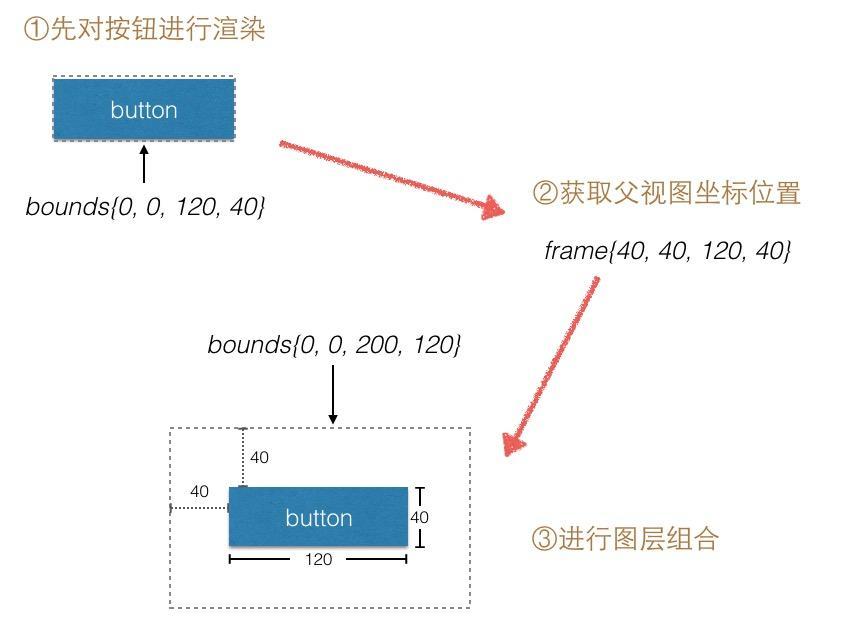 ①先对按钮进行渲染
button
bounds{0, 0, 120, 40}
②获取父视图坐标位置
frame{40, 40, 120, 40}
bounds{0, 0, 200, 120}
40
40
button
40
120
③进行图层组合